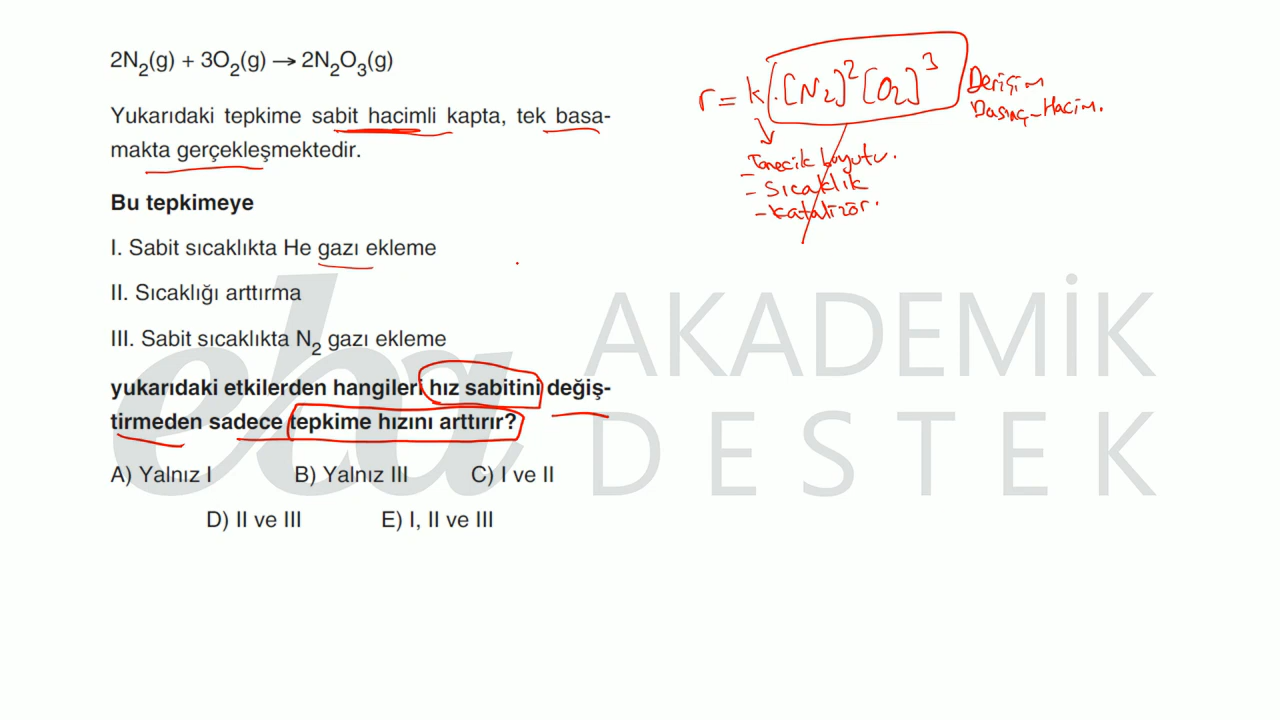 2N₂(g) + 3O₂(g) → 2N₂O₃(g)
Yukarıdaki tepkime sabit hacimli kapta, tek basa-
makta gerçekleşmektedir.
Bu tepkimeye
I. Sabit sıcaklıkta He gazı ekleme
II. Sıcaklığı arttırma
III. Sabit sıcaklıkta N₂ gazı ekleme
yukarıdaki etkilerden hangileri hız sabitini değiş-
tirmeden sadece tepkime hızını arttırır?
A) Yalnız I B) Yalnız III C) I ve II
D) II ve III E) I, II ve III
r = k . [N₂]² [O₂]³
Derişim
Basınç-Hacim.
Tanecik boyutu.
- Sıcaklık
- Katalizör.
eba AKADEMİK
DESTEK